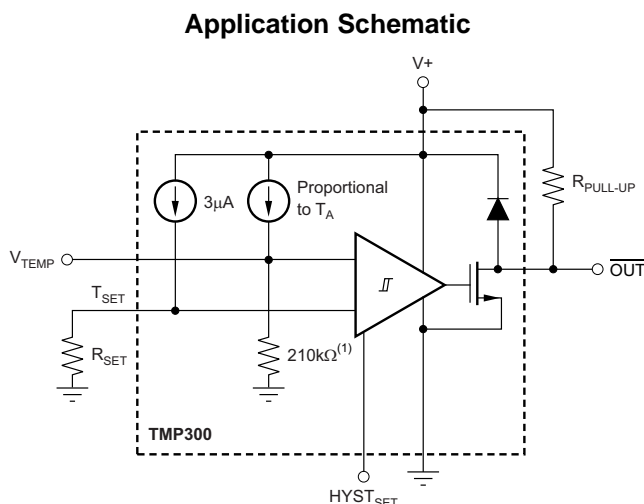 Application Schematic
V+
3μA
Proportional
to TA
RPULL-UP
VTEMP
OUT
TSET
RSET
210kΩ(1)
TMP300
HYSTSET